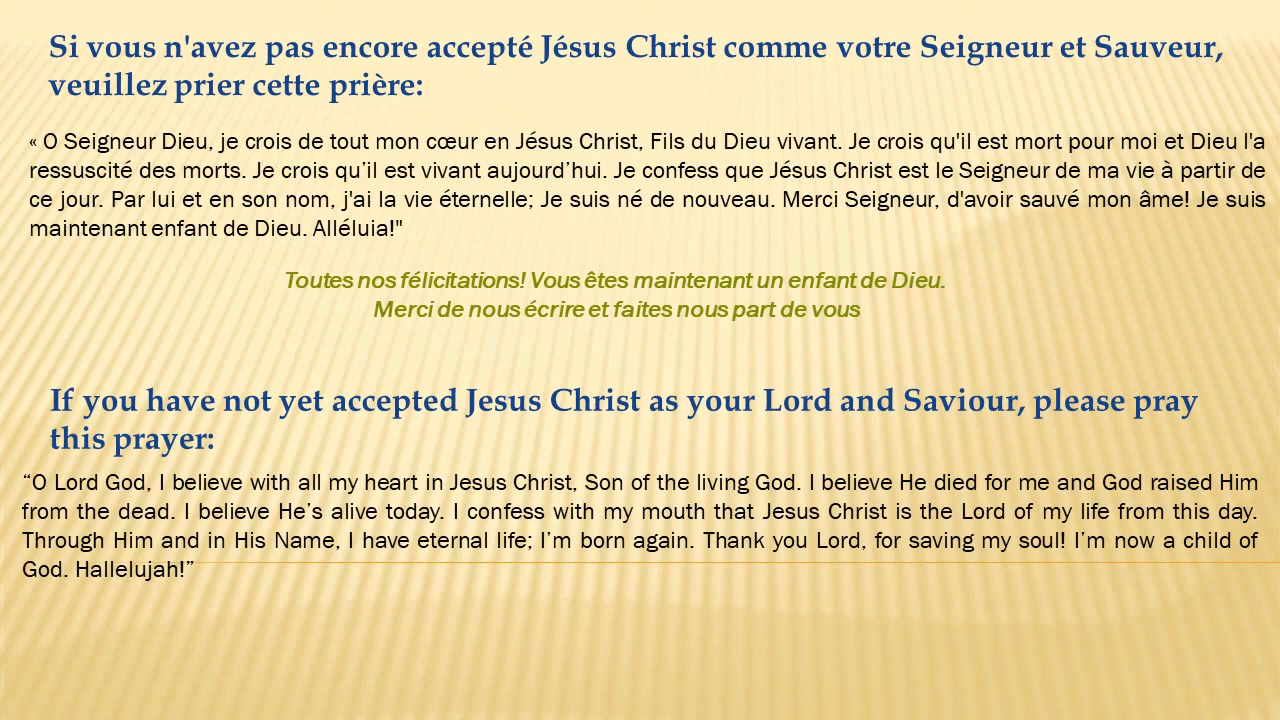 Si vous n'avez pas encore accepté Jésus Christ comme votre Seigneur et Sauveur,
veuillez prier cette prière:
« O Seigneur Dieu, je crois de tout mon cœur en Jésus Christ, Fils du Dieu vivant. Je crois qu'il est mort pour moi et Dieu l'a
ressuscité des morts. Je crois qu’il est vivant aujourd’hui. Je confess que Jésus Christ est le Seigneur de ma vie à partir de
ce jour. Par lui et en son nom, j'ai la vie éternelle; Je suis né de nouveau. Merci Seigneur, d'avoir sauvé mon âme! Je suis
maintenant enfant de Dieu. Alléluia!"
Toutes nos félicitations! Vous êtes maintenant un enfant de Dieu.
Merci de nous écrire et faites nous part de vous
If you have not yet accepted Jesus Christ as your Lord and Saviour, please pray
this prayer:
“O Lord God, I believe with all my heart in Jesus Christ, Son of the living God. I believe He died for me and God raised Him
from the dead. I believe He’s alive today. I confess with my mouth that Jesus Christ is the Lord of my life from this day.
Through Him and in His Name, I have eternal life; I’m born again. Thank you Lord, for saving my soul! I’m now a child of
God. Hallelujah!”